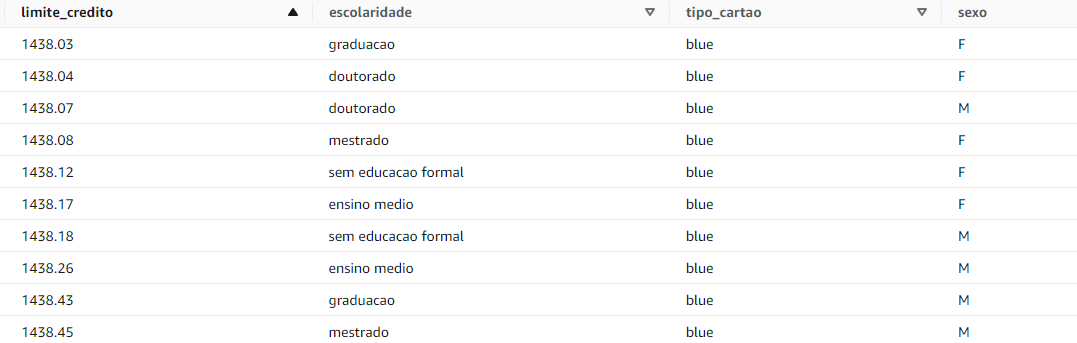 limite_credito escolaridade tipo_cartao sexo
1438.03 graduacao blue F
1438.04 doutorado blue F
1438.07 doutorado blue M
1438.08 mestrado blue F
1438.12 sem educacao formal blue F
1438.17 ensino medio blue F
1438.18 sem educacao formal blue M
1438.26 ensino medio blue M
1438.43 graduacao blue M
1438.45 mestrado blue M